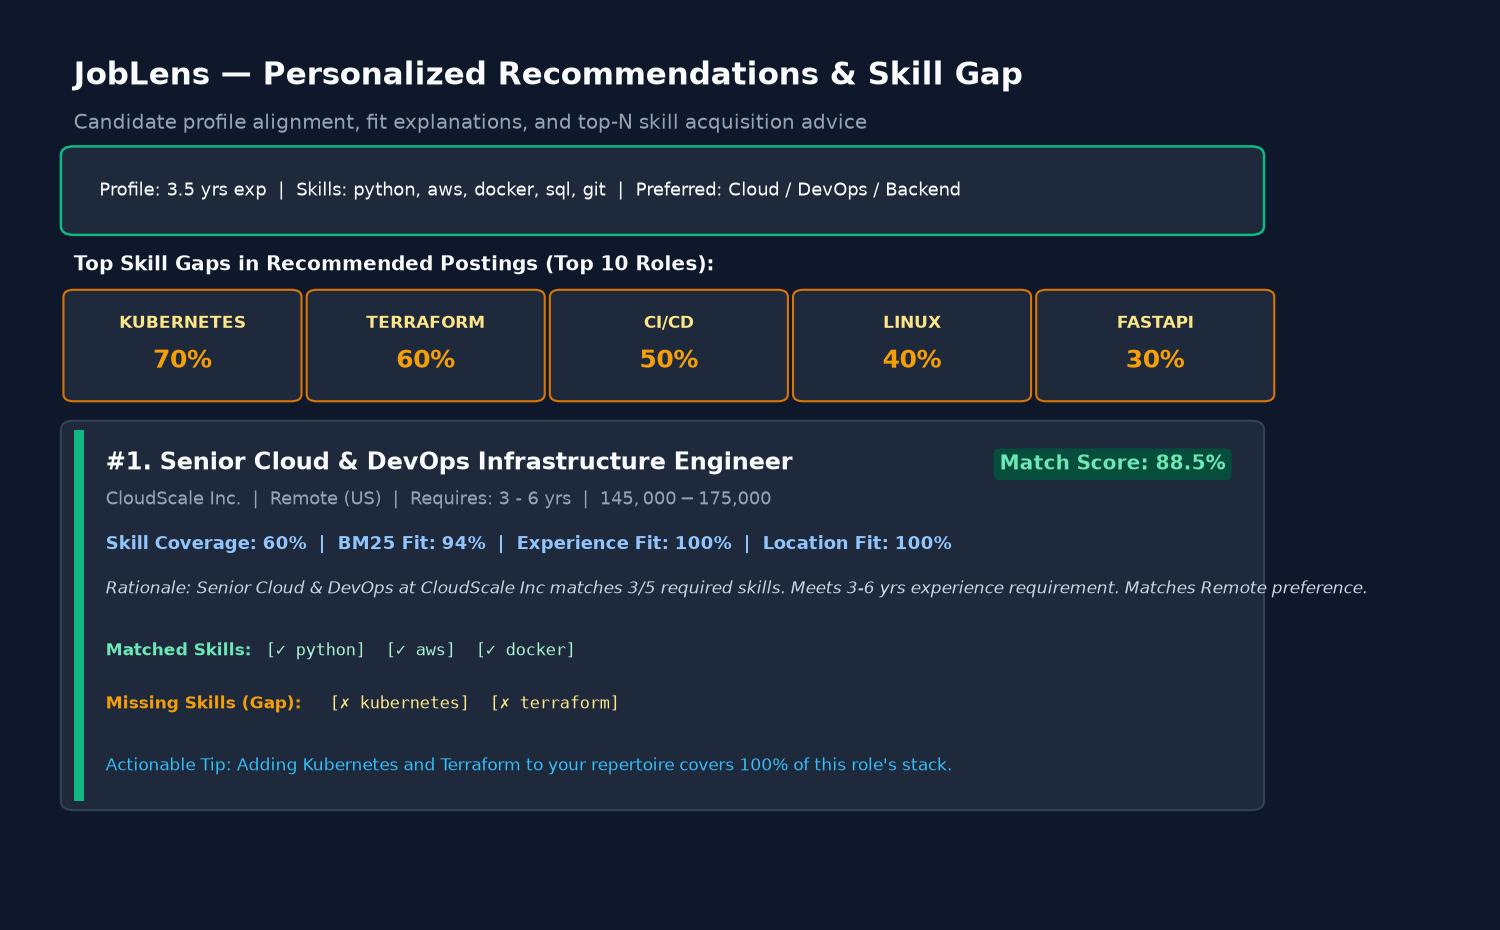 JobLens — Personalized Recommendations & Skill Gap
Candidate profile alignment, fit explanations, and top-N skill acquisition advice
Profile: 3.5 yrs exp | Skills: python, aws, docker, sql, git | Preferred: Cloud / DevOps / Backend
Top Skill Gaps in Recommended Postings (Top 10 Roles):
KUBERNETES
70%
TERRAFORM
60%
CI/CD
50%
LINUX
40%
FASTAPI
30%
#1. Senior Cloud & DevOps Infrastructure Engineer
Match Score: 88.5%
CloudScale Inc. | Remote (US) | Requires: 3 - 6 yrs | 145,000−175,000
Skill Coverage: 60% | BM25 Fit: 94% | Experience Fit: 100% | Location Fit: 100%
Rationale: Senior Cloud & DevOps at CloudScale Inc matches 3/5 required skills. Meets 3-6 yrs experience requirement. Matches Remote preference.
Matched Skills: [✓ python] [✓ aws] [✓ docker]
Missing Skills (Gap): [✗ kubernetes] [✗ terraform]
Actionable Tip: Adding Kubernetes and Terraform to your repertoire covers 100% of this role's stack.